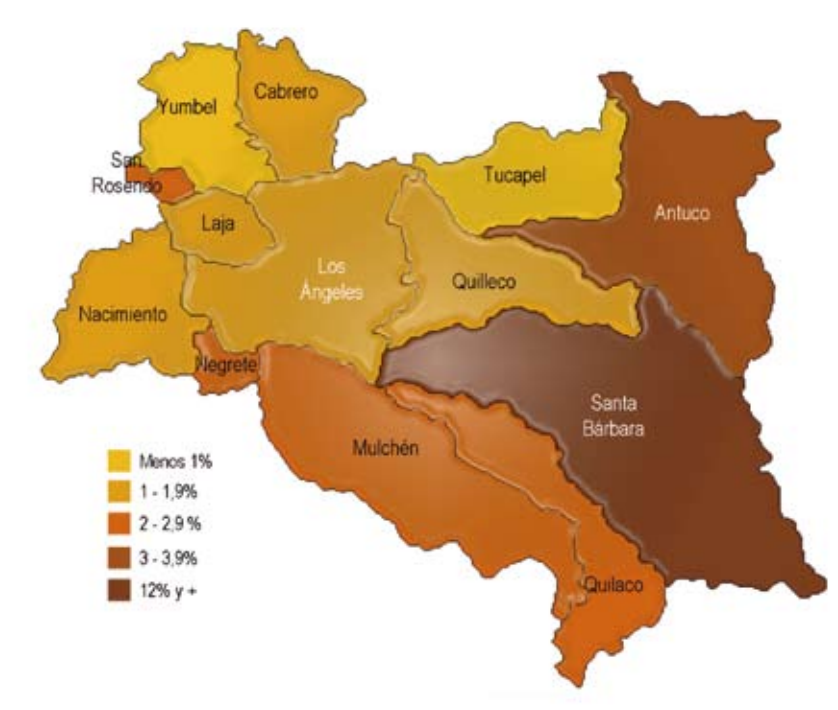 Yumbel
Cabrero
San
Rosendo
Tucapel
Antuco
Laja
Los
Ángeles
Quilleco
Nacimiento
Negrete
Santa
Bárbara
Mulchén
Quilaco
Menos 1%
1 - 1,9%
2 - 2,9 %
3 - 3,9%
12% y +